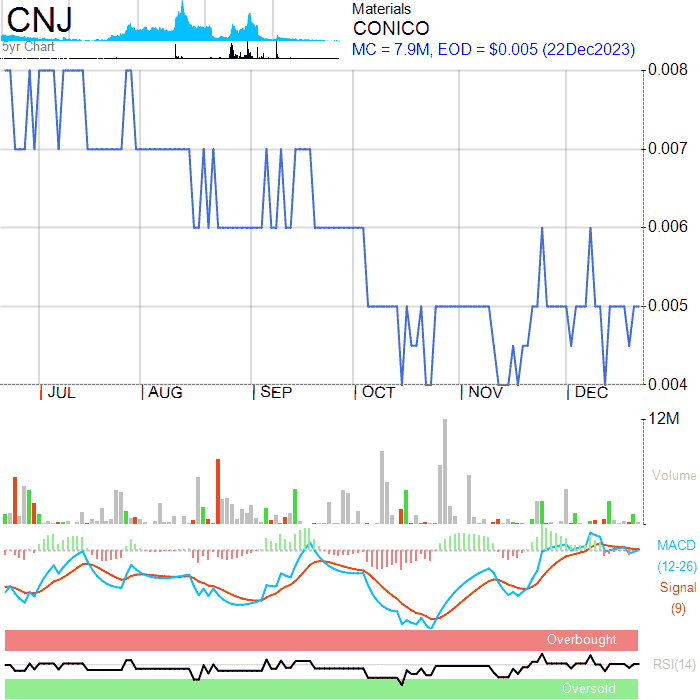 CNJ
5yr Chart
Materials
CONICO
MC = 7.9M, EOD = $0.005 (22Dec2023)
0.008
0.007
0.006
0.005
0.004
JUL AUG SEP OCT NOV DEC
12M
Volume
MACD
(12-26)
Signal
(9)
Overbought
RSI(14)
Oversold